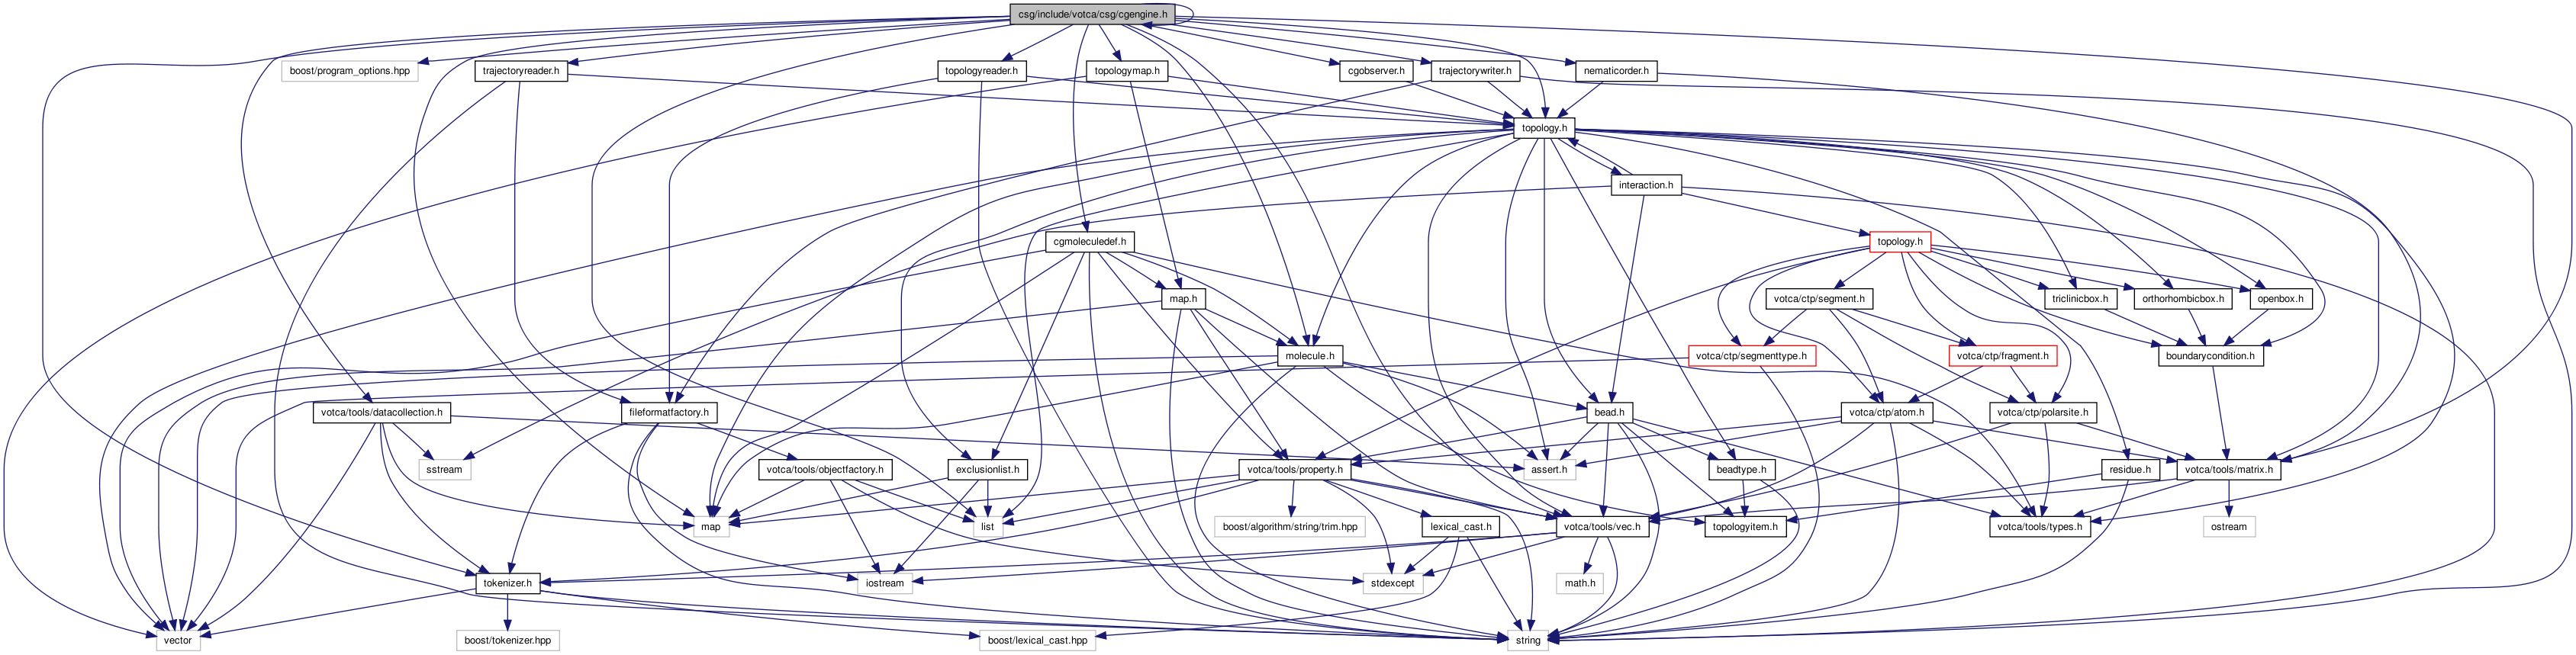 csg/include/votca/csg/cgengine.h
boost/program_options.hpp
trajectoryreader.h
topologyreader.h
topologymap.h
cgobserver.h
trajectorywriter.h
nematicorder.h
topology.h
interaction.h
cgmoleculedef.h
topology.h
map.h
votca/ctp/segment.h
triclinicbox.h
orthorhombicbox.h
openbox.h
molecule.h
votca/ctp/segmenttype.h
votca/ctp/fragment.h
boundarycondition.h
votca/tools/datacollection.h
fileformatfactory.h
bead.h
votca/ctp/atom.h
votca/ctp/polarsite.h
sstream
votca/tools/objectfactory.h
exclusionlist.h
votca/tools/property.h
assert.h
beadtype.h
residue.h
votca/tools/matrix.h
map
list
boost/algorithm/string/trim.hpp
lexical_cast.h
votca/tools/vec.h
topologyitem.h
votca/tools/types.h
ostream
tokenizer.h
iostream
stdexcept
math.h
vector
boost/tokenizer.hpp
boost/lexical_cast.hpp
string